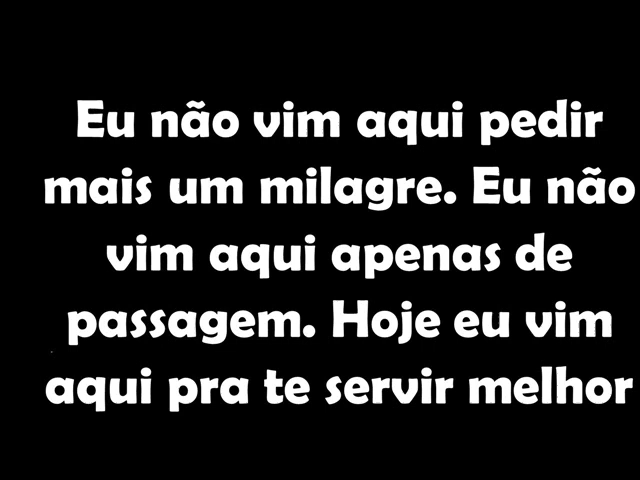 Eu não vim aqui pedir
mais um milagre. Eu não
vim aqui apenas de
passagem. Hoje eu vim
aqui pra te servir melhor